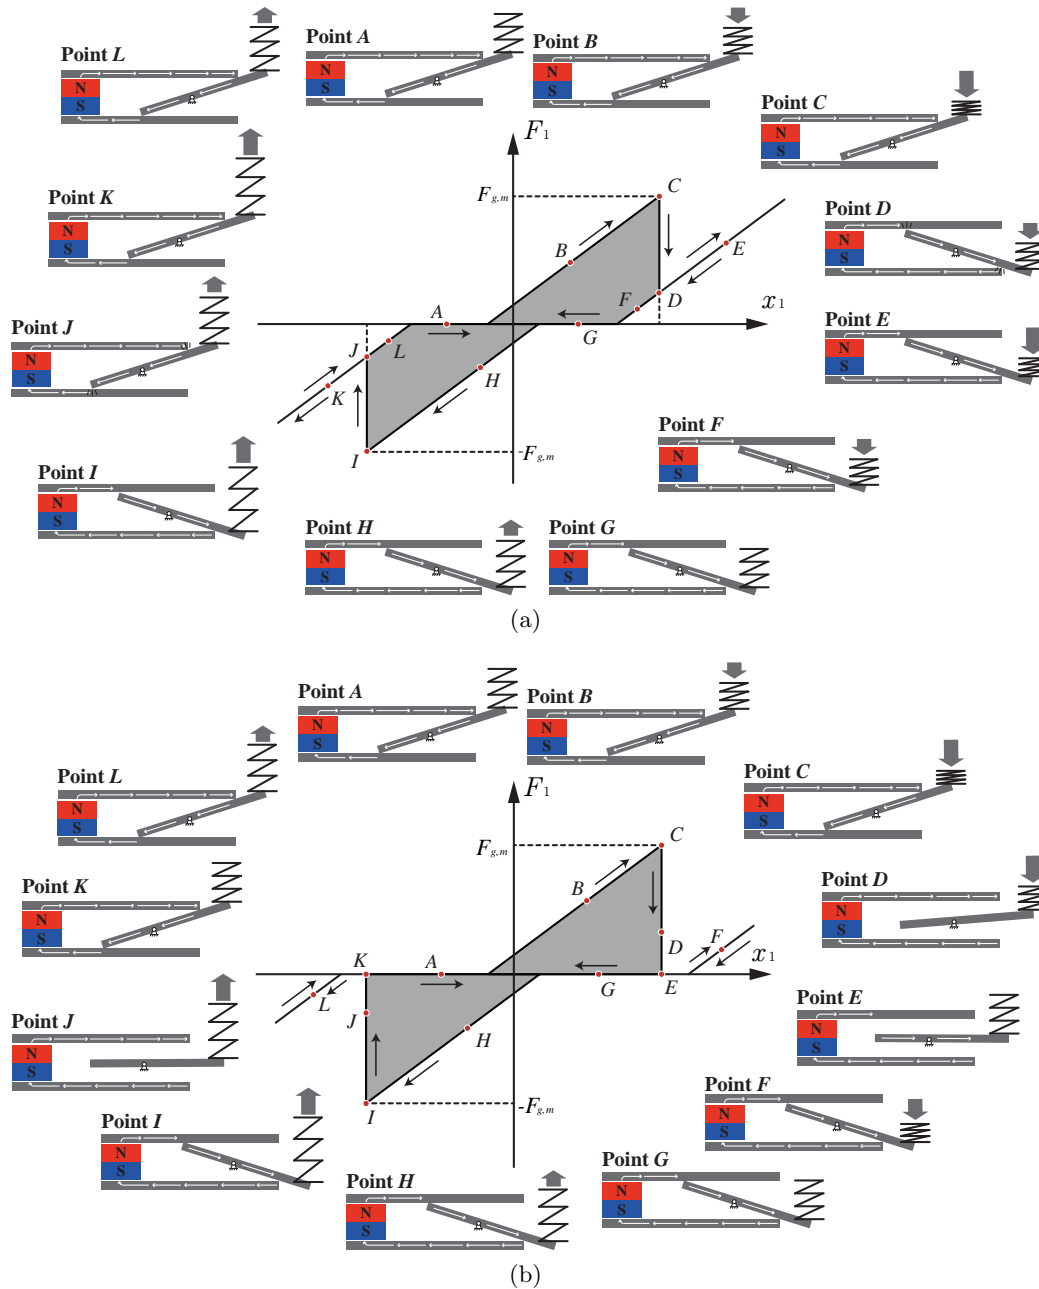 Point L
N
S
Point A
N
S
Point B
N
S
Point C
N
S
Point K
N
S
F1
Fg,m
C
B
E
D
F
x1
A
G
J
L
K
H
I
-Fg,m
Point D
N
S
Point E
N
S
Point J
N
S
Point F
N
S
Point I
N
S
Point H
N
S
Point G
N
S
(a)
Point A
N
S
Point B
N
S
Point L
N
S
Point C
N
S
F1
Fg,m
C
B
D
F
x1
K
A
G
E
L
J
H
I
-Fg,m
Point K
N
S
Point D
N
S
Point J
N
S
Point E
N
S
Point I
N
S
Point F
N
S
Point H
N
S
Point G
N
S
(b)